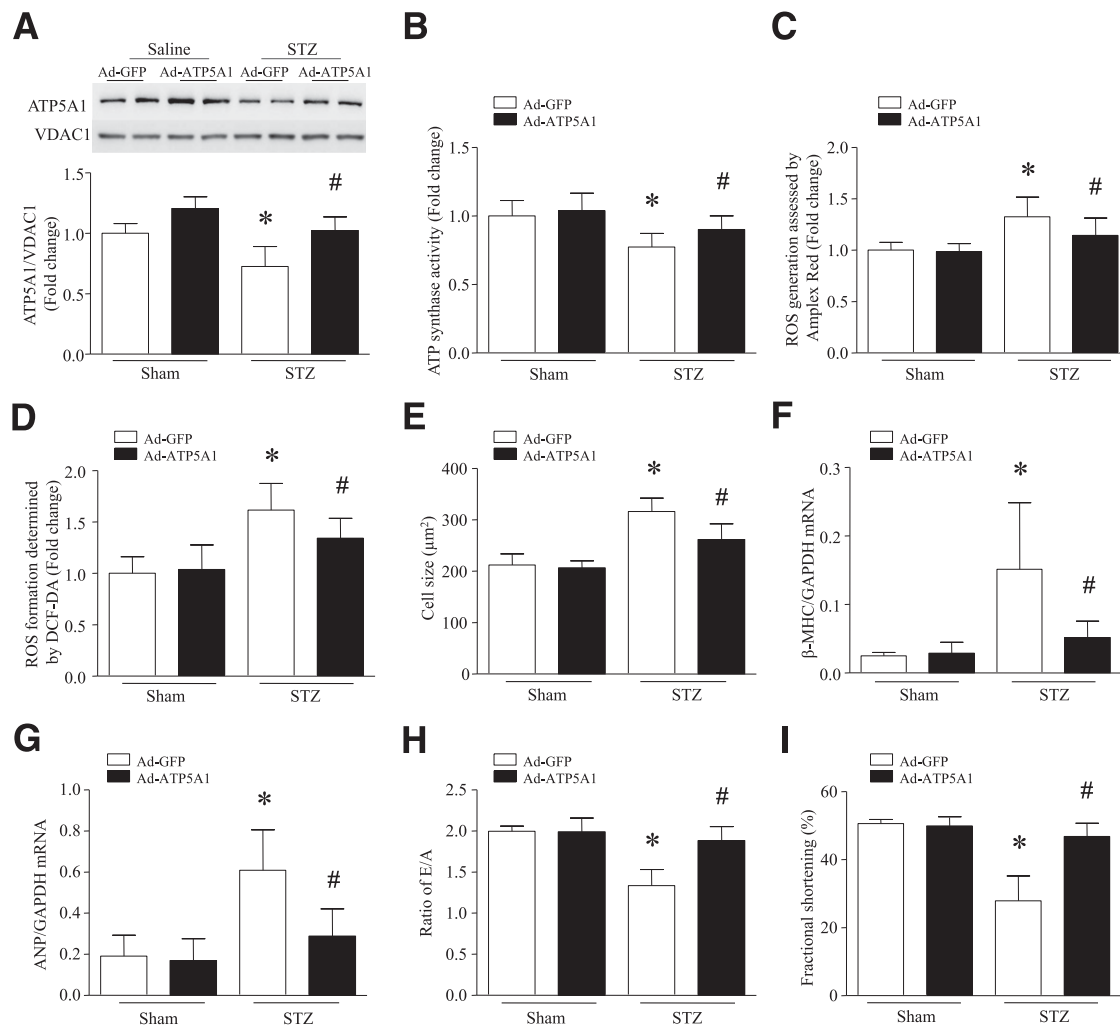 A
Saline
STZ
Ad-GFP Ad-ATP5A1 Ad-GFP Ad-ATP5A1
ATP5A1
VDAC1
ATP5A1/VDAC1
(Fold change)
1.5
1.0
0.5
0.0
#
*
Sham
STZ
B
Ad-GFP
Ad-ATP5A1
ATP synthase activity (Fold change)
1.5
1.0
0.5
0.0
*
#
Sham
STZ
C
Ad-GFP
Ad-ATP5A1
ROS generation assessed by
Amplex Red (Fold change)
2.0
1.5
1.0
0.5
0.0
*
#
Sham
STZ
D
Ad-GFP
Ad-ATP5A1
ROS formation determined
by DCF-DA (Fold change)
2.0
1.5
1.0
0.5
0.0
*
#
Sham
STZ
E
Ad-GFP
Ad-ATP5A1
Cell size (μm²)
400
300
200
100
0
*
#
Sham
STZ
F
Ad-GFP
Ad-ATP5A1
β-MHC/GAPDH mRNA
0.3
0.2
0.1
0.0
*
#
Sham
STZ
G
Ad-GFP
Ad-ATP5A1
ANP/GAPDH mRNA
1.0
0.8
0.6
0.4
0.2
0.0
*
#
Sham
STZ
H
Ad-GFP
Ad-ATP5A1
Ratio of E/A
2.5
2.0
1.5
1.0
0.5
0.0
*
#
Sham
STZ
I
Ad-GFP
Ad-ATP5A1
Fractional shortening (%)
60
40
20
0
*
#
Sham
STZ